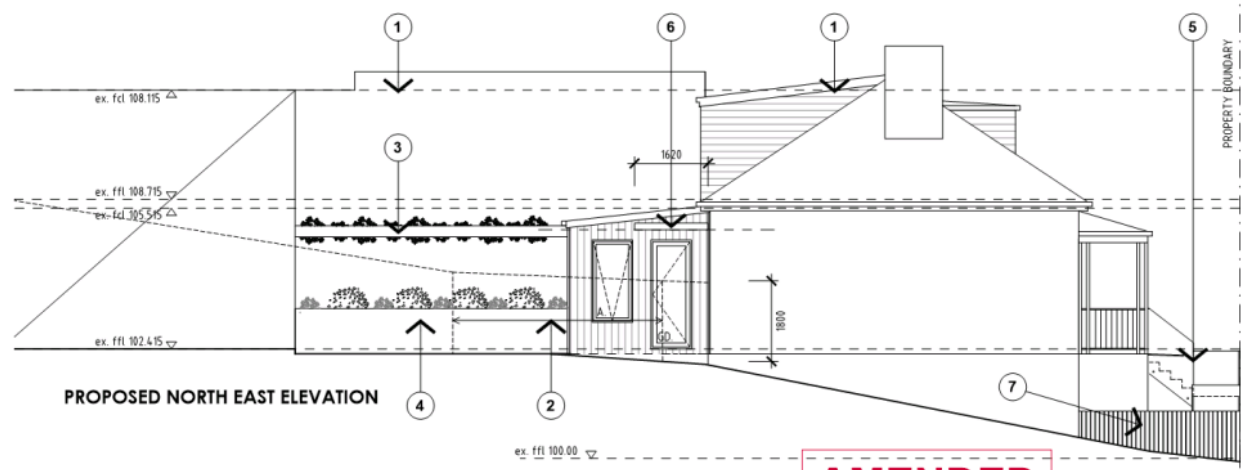 1
6
1
5
PROPERTY BOUNDARY
ex. fcl 108.115
3
1620
ex. ffl 108.715
ex. fcl 105.515
1800
A.
GD
ex. ffl 102.415
PROPOSED NORTH EAST ELEVATION
4
2
7
ex. ffl 100.00
AMENDED